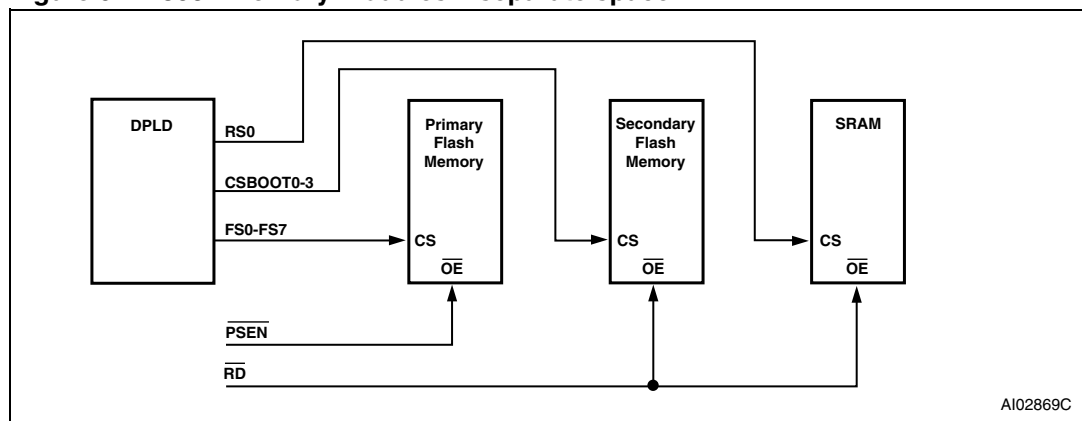 DPLD
RS0
CSBOOT0-3
FS0-FS7
Primary
Flash
Memory
CS
OE
Secondary
Flash
Memory
CS
OE
SRAM
CS
OE
PSEN
RD
AI02869C